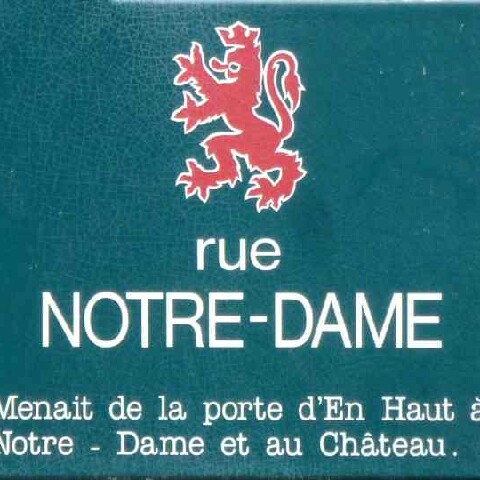 rue
NOTRE-DAME
Menait de la porte d'En Haut à
Notre - Dame et au Château.